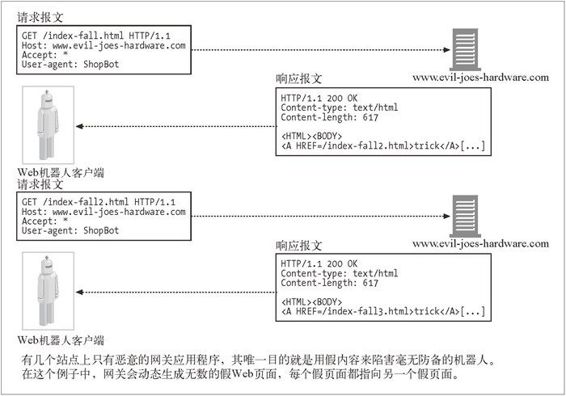 请求报文
GET /index-fall.html HTTP/1.1
Host: www.evil-joes-hardware.com
Accept: *
User-agent: ShopBot
www.evil-joes-hardware.com
响应报文
HTTP/1.1 200 OK
Content-type: text/html
Content-length: 617
<HTML><BODY>
<A HREF=/index-fall2.html>trick</A>[...]
Web机器人客户端
请求报文
GET /index-fall2.html HTTP/1.1
Host: www.evil-joes-hardware.com
Accept: *
User-agent: ShopBot
www.evil-joes-hardware.com
响应报文
HTTP/1.1 200 OK
Content-type: text/html
Content-length: 617
<HTML><BODY>
<A HREF=/index-fall3.html>trick</A>[...]
Web机器人客户端
有几个站点上只有恶意的网关应用程序，其唯一目的就是用假内容来陷害毫无防备的机器人。
在这个例子中，网关会动态生成无数的假Web页面，每个假页面都指向另一个假页面。